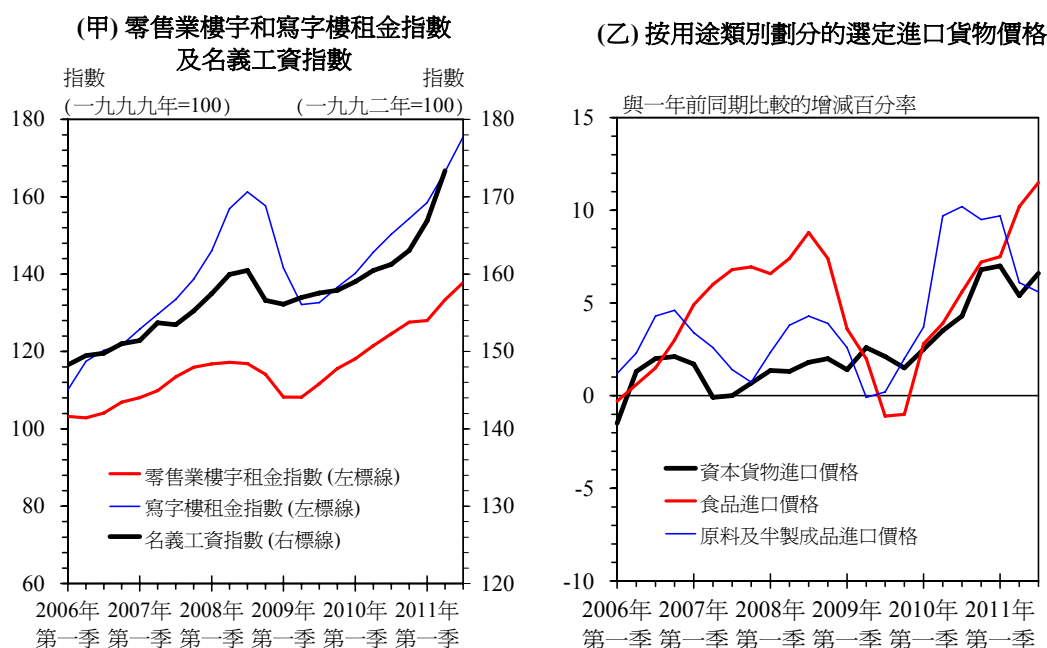 (甲) 零售業樓宇和寫字樓租金指數
及名義工資指數
指數
(一九九九年=100)
指數
(一九九二年=100)
180
160
140
120
100
80
60
180
170
160
150
140
130
120
零售業樓宇租金指數 (左標線)
寫字樓租金指數 (左標線)
名義工資指數 (右標線)
2006年 2007年 2008年 2009年 2010年 2011年
第一季 第一季 第一季 第一季 第一季 第一季
(乙) 按用途類別劃分的選定進口貨物價格
與一年前同期比較的增減百分率
15
10
5
0
-5
-10
資本貨物進口價格
食品進口價格
原料及半製成品進口價格
2006年 2007年 2008年 2009年 2010年 2011年
第一季 第一季 第一季 第一季 第一季 第一季